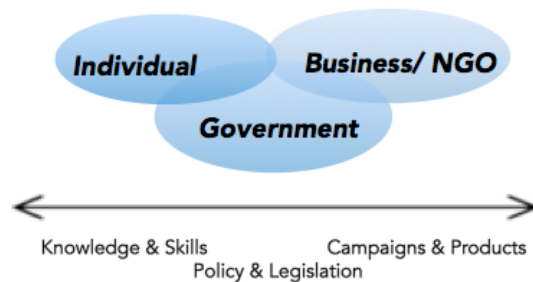 Individual
Business/ NGO
Government
Knowledge & Skills
Campaigns & Products
Policy & Legislation